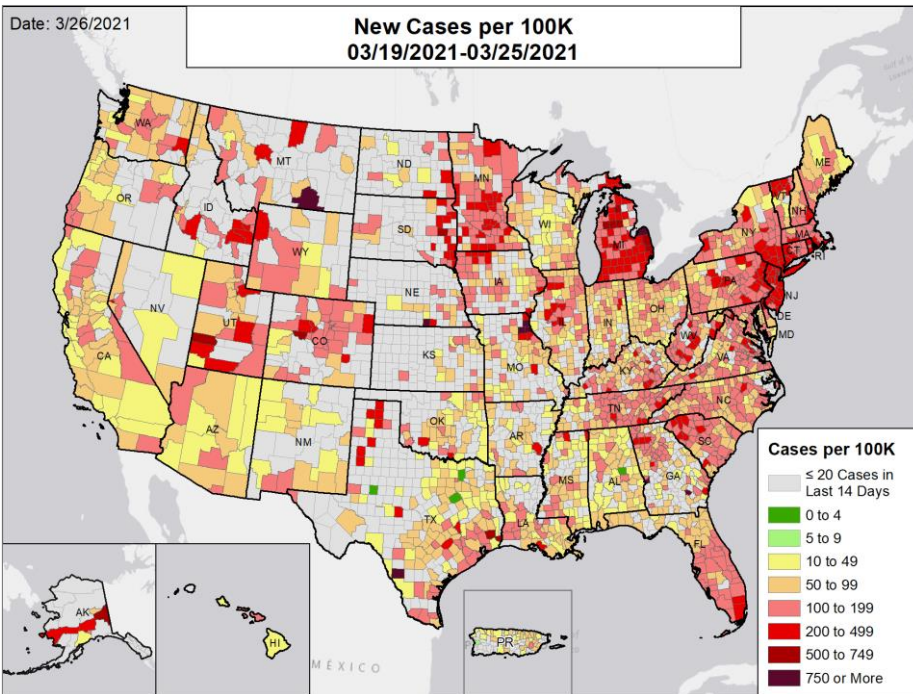 Date: 3/26/2021
New Cases per 100K
03/19/2021-03/25/2021
WA
MT
ND
MN
ME
OR
ID
SD
WI
MI
NY
VT
NH
MA
CT
RI
WY
IA
PA
NJ
NE
NV
UT
CO
IN
OH
DE
MD
WV
VA
CA
KS
MO
KY
AZ
NM
OK
AR
TN
NC
SC
MS
AL
GA
TX
LA
FL
AK
HI
PR
MÉXICO
Cases per 100K
≤ 20 Cases in
Last 14 Days
0 to 4
5 to 9
10 to 49
50 to 99
100 to 199
200 to 499
500 to 749
750 or More